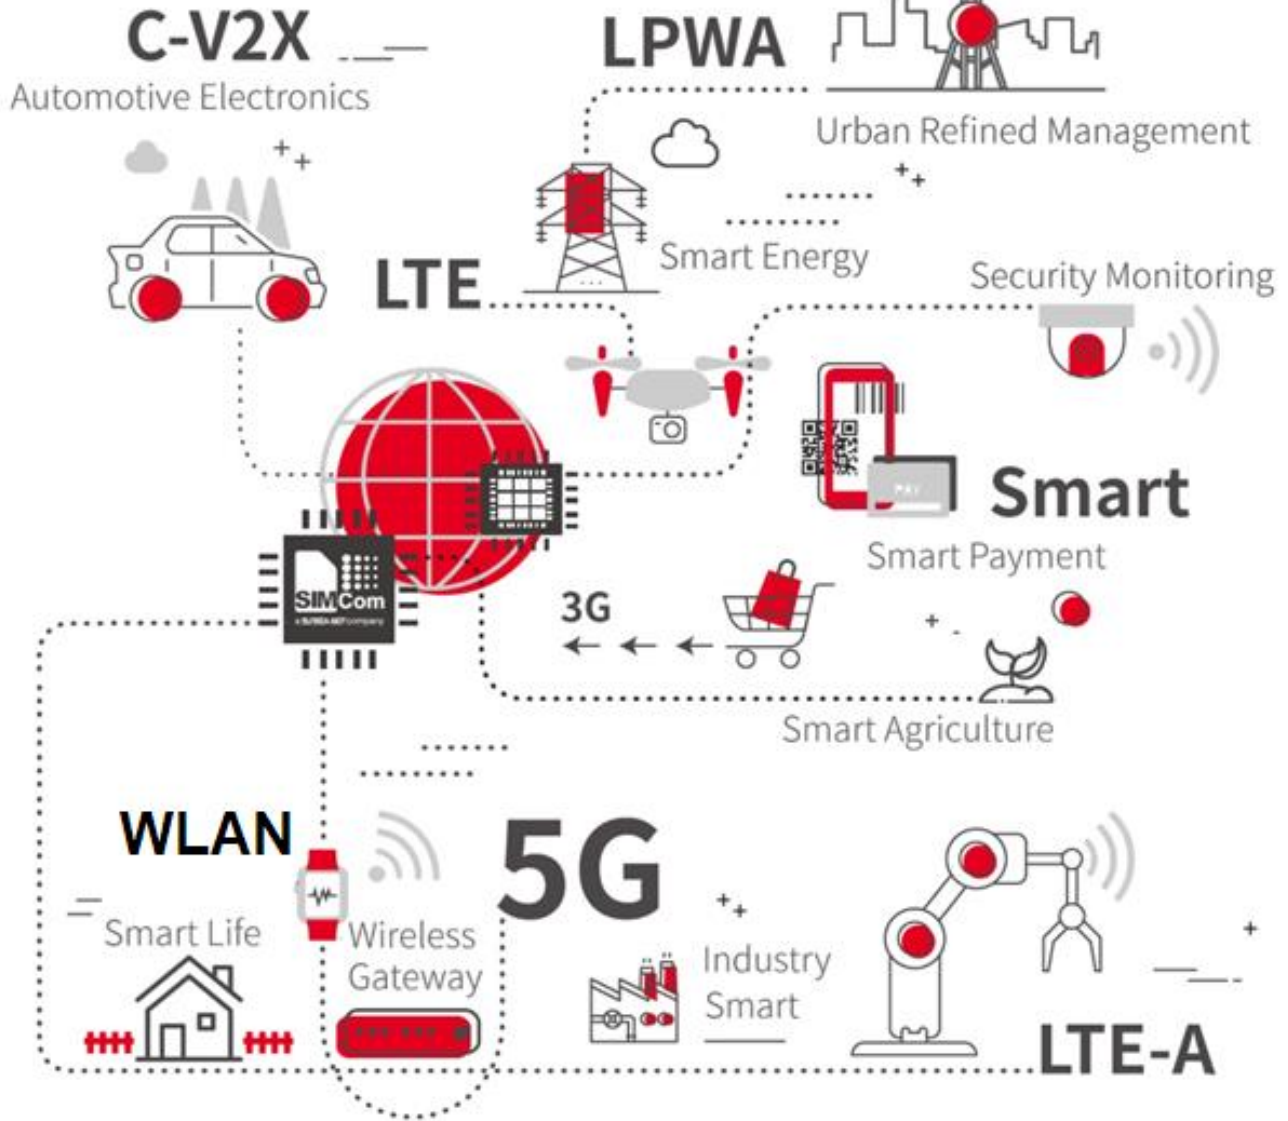 C-V2X
Automotive Electronics
LPWA
Urban Refined Management
LTE
Smart Energy
Security Monitoring
PAY
Smart
Smart Payment
SIMCom
3G
Smart Agriculture
WLAN
5G
Smart Life
Wireless
Gateway
Industry
Smart
LTE-A